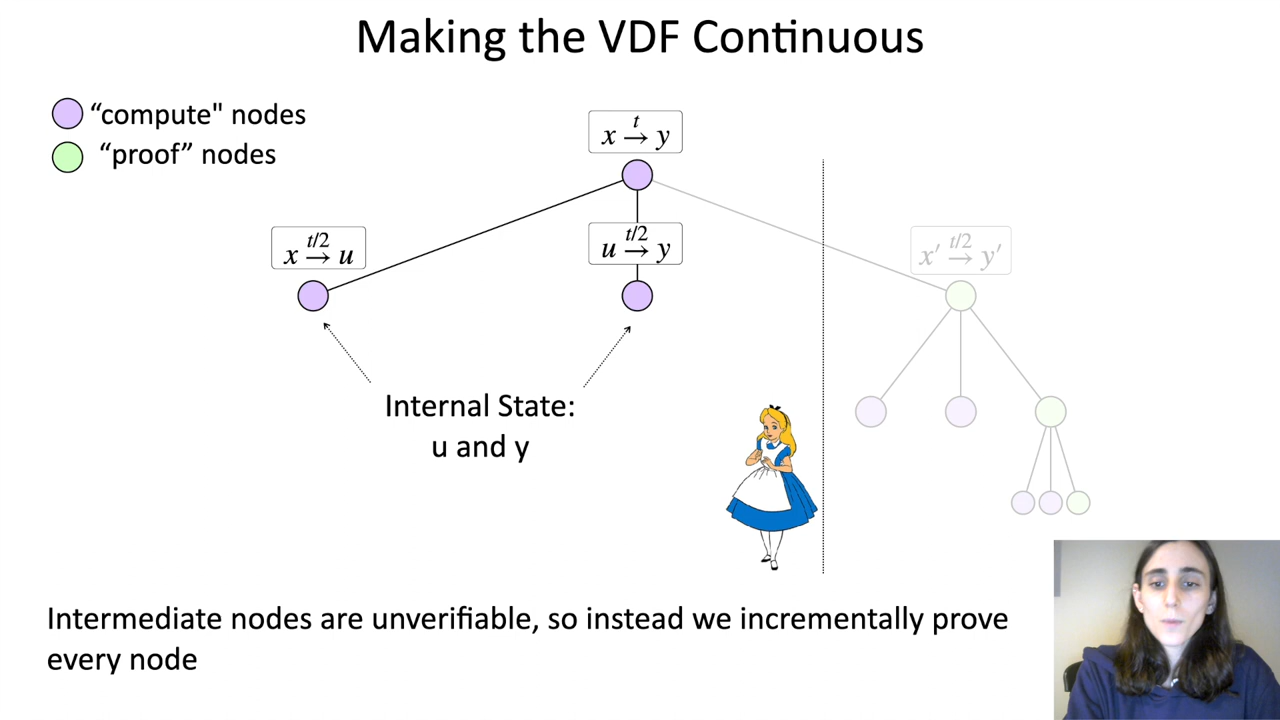 Making the VDF Continuous
“compute" nodes
“proof” nodes
x →^t y
x →^{t/2} u
u →^{t/2} y
x′ →^{t/2} y′
Internal State:
u and y
Intermediate nodes are unverifiable, so instead we incrementally prove
every node